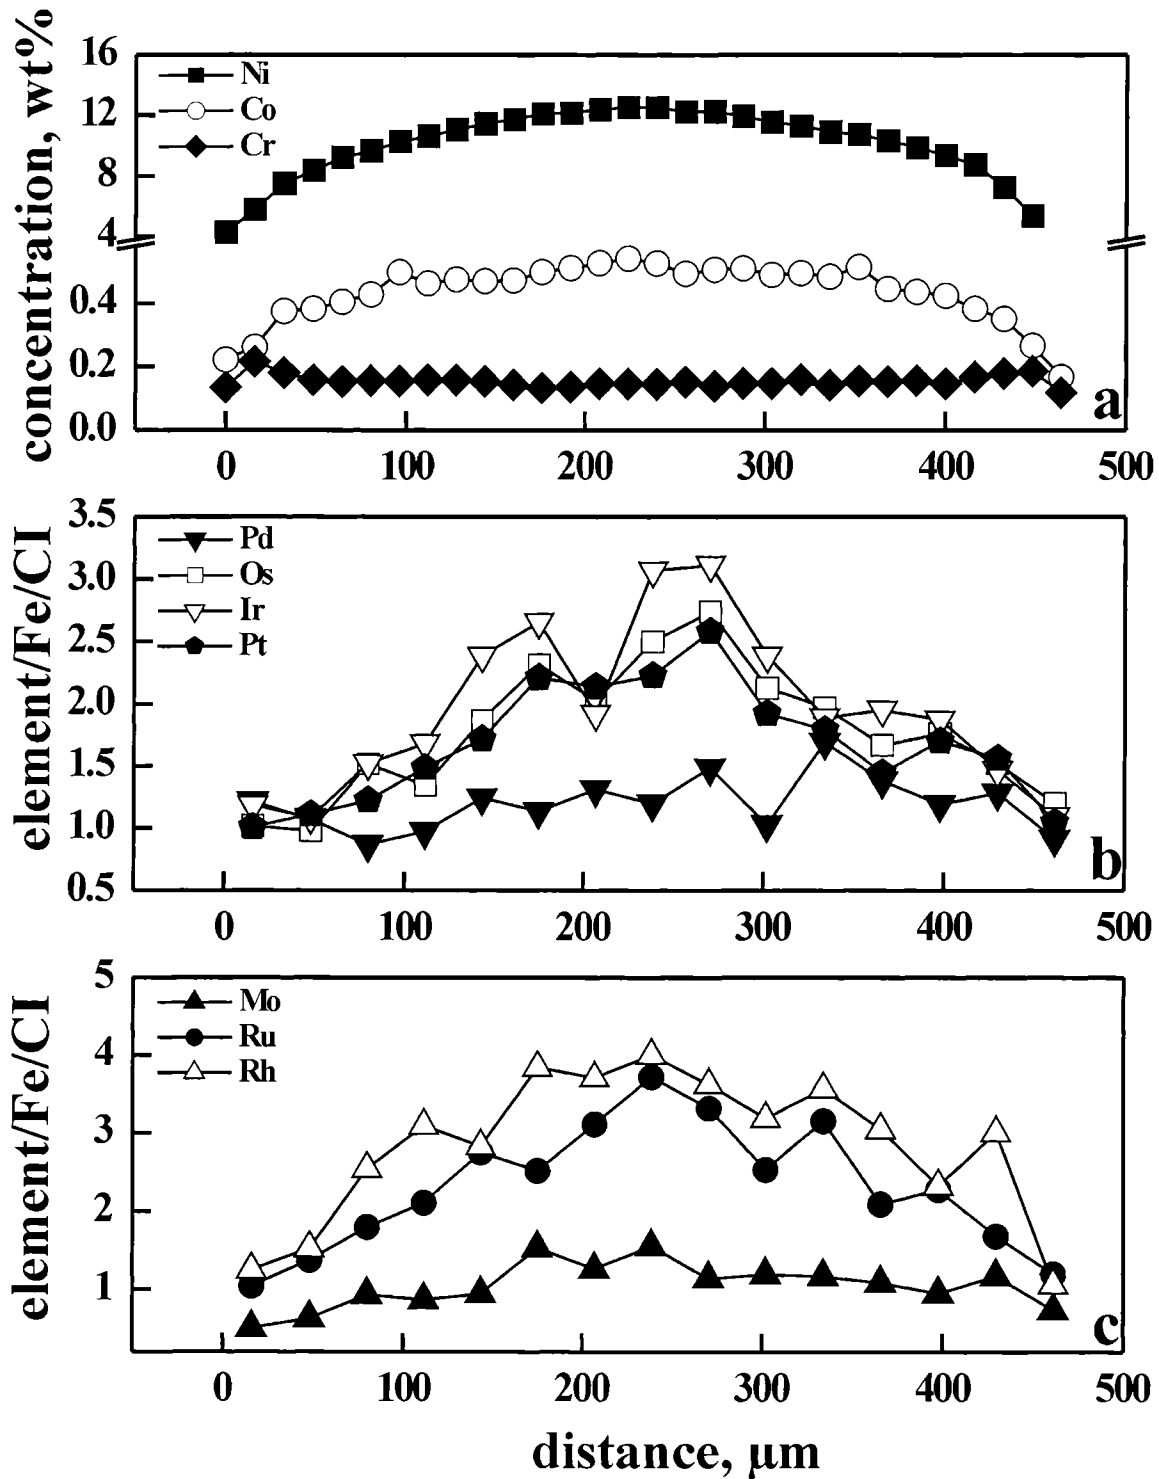 concentration, wt%
16
12
8
4
0.4
0.2
0.0
Ni
Co
Cr
a
0 100 200 300 400 500
element/Fe/CI
3.5
3.0
2.5
2.0
1.5
1.0
0.5
Pd
Os
Ir
Pt
b
0 100 200 300 400 500
element/Fe/CI
5
4
3
2
1
Mo
Ru
Rh
c
0 100 200 300 400 500
distance, μm